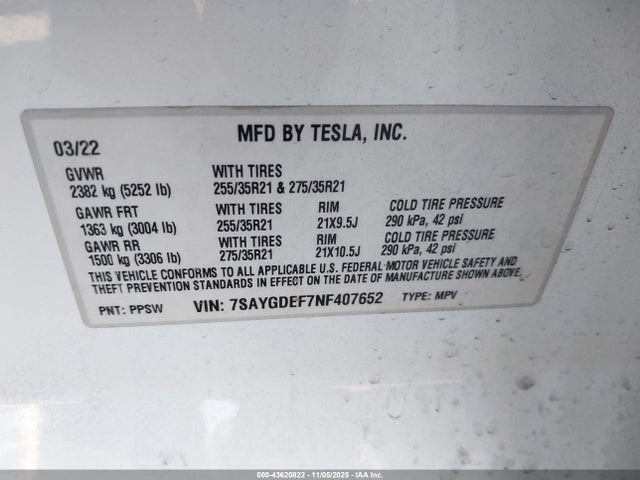 MFD BY TESLA, INC.
03/22
GVWR WITH TIRES
2382 kg (5252 lb) 255/35R21 & 275/35R21
GAWR FRT WITH TIRES RIM COLD TIRE PRESSURE
1363 kg (3004 lb) 255/35R21 21X9.5J 290 kPa, 42 psi
GAWR RR WITH TIRES RIM COLD TIRE PRESSURE
1500 kg (3306 lb) 275/35R21 21X10.5J 290 kPa, 42 psi
THIS VEHICLE CONFORMS TO ALL APPLICABLE U.S. FEDERAL MOTOR VEHICLE SAFETY AND
THEFT PREVENTION STANDARDS IN EFFECT ON THE DATE OF MANUFACTURE SHOWN ABOVE.
PNT: PPSW VIN: 7SAYGDEF7NF407652 TYPE: MPV
000-43620822 - 11/05/2025 - IAA Inc. (C) Copyright